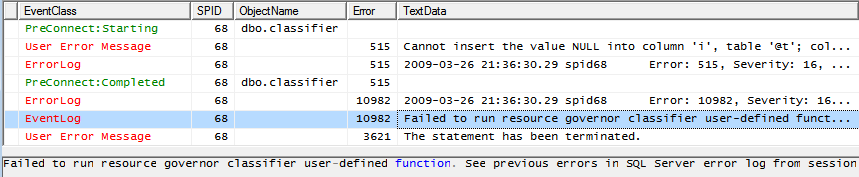 EventClass SPID ObjectName Error TextData
PreConnect:Starting 68 dbo.classifier
User Error Message 68 515 Cannot insert the value NULL into column 'i', table '@t'; col...
ErrorLog 68 515 2009-03-26 21:36:30.29 spid68 Error: 515, Severity: 16, ...
PreConnect:Completed 68 dbo.classifier 515
ErrorLog 68 10982 2009-03-26 21:36:30.29 spid68 Error: 10982, Severity: 16...
EventLog 68 10982 Failed to run resource governor classifier user-defined funct...
User Error Message 68 3621 The statement has been terminated.
Failed to run resource governor classifier user-defined function. See previous errors in SQL Server error log from session